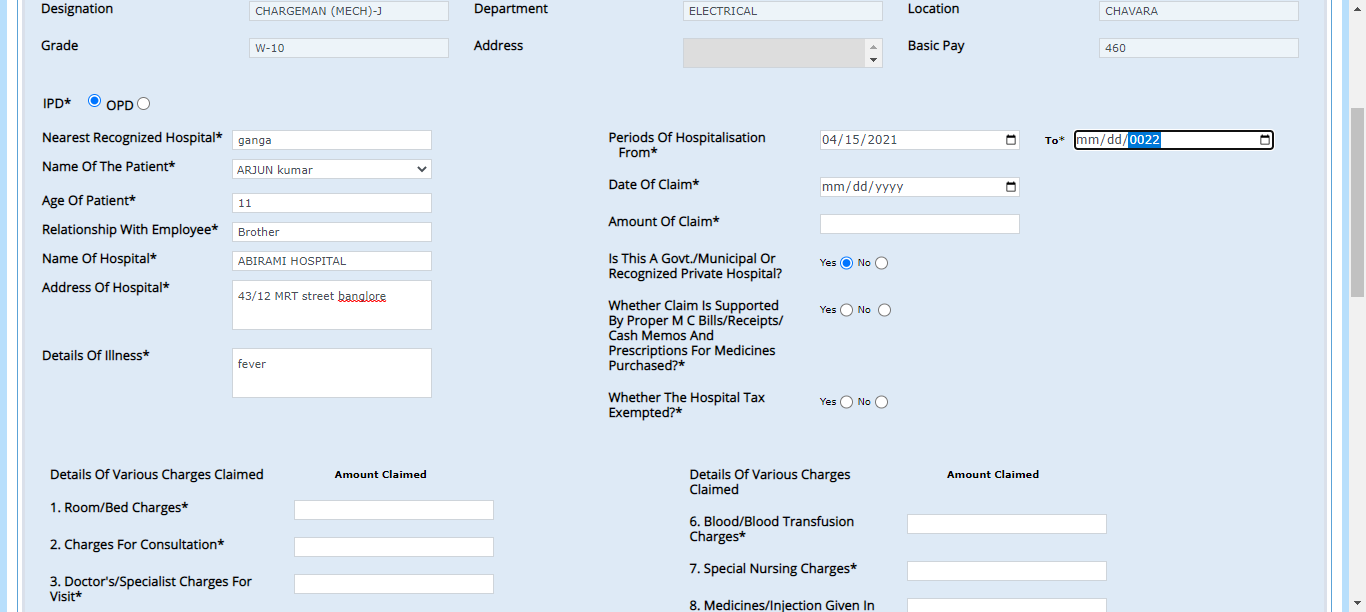 Designation CHARGEMAN (MECH)-J Department ELECTRICAL Location CHAVARA
Grade W-10 Address Basic Pay 460
IPD* OPD
Nearest Recognized Hospital* ganga
Name Of The Patient* ARJUN kumar
Age Of Patient* 11
Relationship With Employee* Brother
Name Of Hospital* ABIRAMI HOSPITAL
Address Of Hospital* 43/12 MRT street banglore
Details Of Illness* fever
Periods Of Hospitalisation
From* 04/15/2021 To* mm/dd/0022
Date Of Claim* mm/dd/yyyy
Amount Of Claim*
Is This A Govt./Municipal Or
Recognized Private Hospital? Yes No
Whether Claim Is Supported
By Proper M C Bills/Receipts/
Cash Memos And
Prescriptions For Medicines
Purchased?* Yes No
Whether The Hospital Tax
Exempted?* Yes No
Details Of Various Charges Claimed Amount Claimed
1. Room/Bed Charges*
2. Charges For Consultation*
3. Doctor's/Specialist Charges For
Visit*
Details Of Various Charges
Claimed Amount Claimed
6. Blood/Blood Transfusion
Charges*
7. Special Nursing Charges*
8. Medicines/Injection Given In